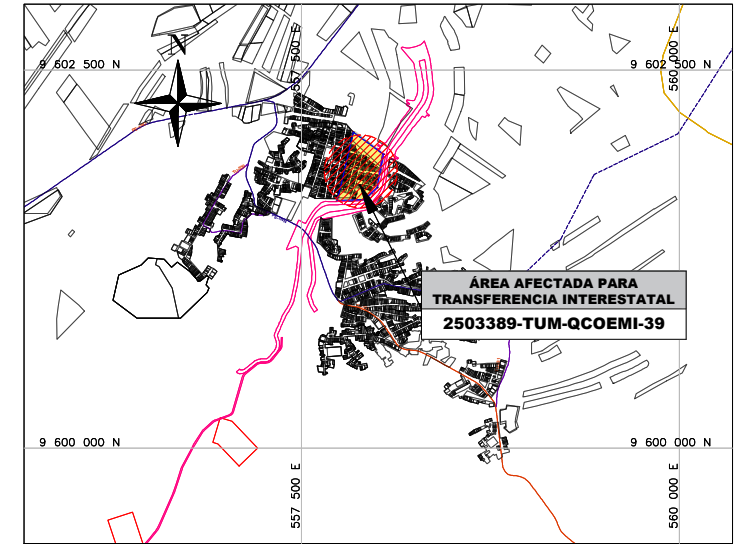 557 500 E
560 000 E
9 602 500 N
9 602 500 N
ÁREA AFECTADA PARA
TRANSFERENCIA INTERESTATAL
2503389-TUM-QCOEMI-39
9 600 000 N
9 600 000 N
557 500 E
560 000 E